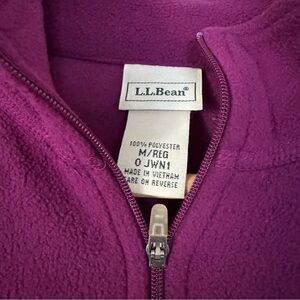 L.L.Bean®
100% POLYESTER
M/REG
0 JWN1
MADE IN VIETNAM
CARE ON REVERSE